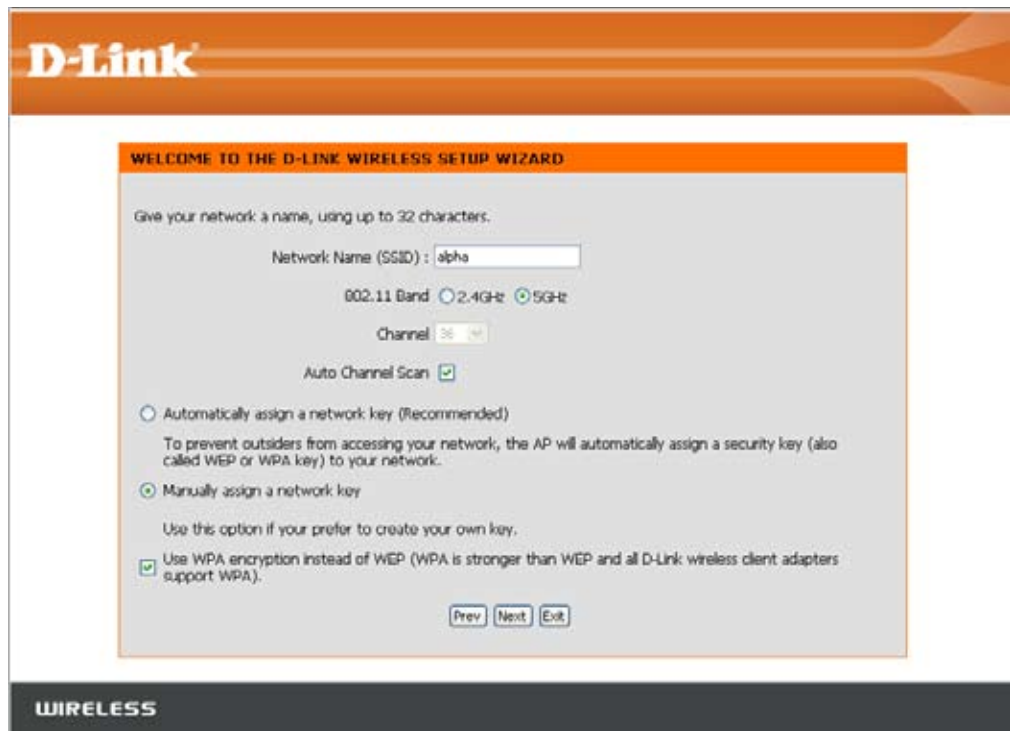 D-Link
WELCOME TO THE D-LINK WIRELESS SETUP WIZARD
Give your network a name, using up to 32 characters.
Network Name (SSID) : alpha
802.11 Band 2.4GHz 5GHz
Channel 36
Auto Channel Scan
Automatically assign a network key (Recommended)
To prevent outsiders from accessing your network, the AP will automatically assign a security key (also
called WEP or WPA key) to your network.
Manually assign a network key
Use this option if your prefer to create your own key.
Use WPA encryption instead of WEP (WPA is stronger than WEP and all D-Link wireless client adapters
support WPA).
Prev Next Exit
WIRELESS